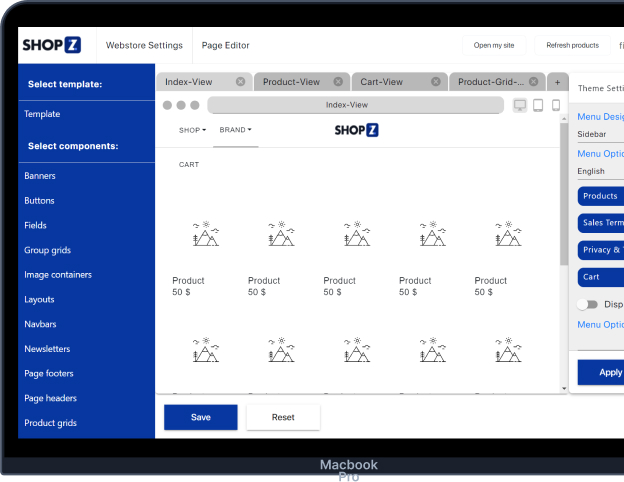 SHOPZ Webstore Settings Page Editor Open my site Refresh products
Select template:
Template
Select components:
Banners
Buttons
Fields
Group grids
Image containers
Layouts
Navbars
Newsletters
Page footers
Page headers
Product grids
Index-View Product-View Cart-View Product-Grid-... +
Index-View
SHOP BRAND SHOPZ
CART
Product Product Product Product Product
50 $ 50 $ 50 $ 50 $ 50 $
Save Reset
Theme Setti
Menu Desig
Sidebar
Menu Optio
English
Products
Sales Term
Privacy &
Cart
Disp
Menu Optio
Apply
Macbook
Pro